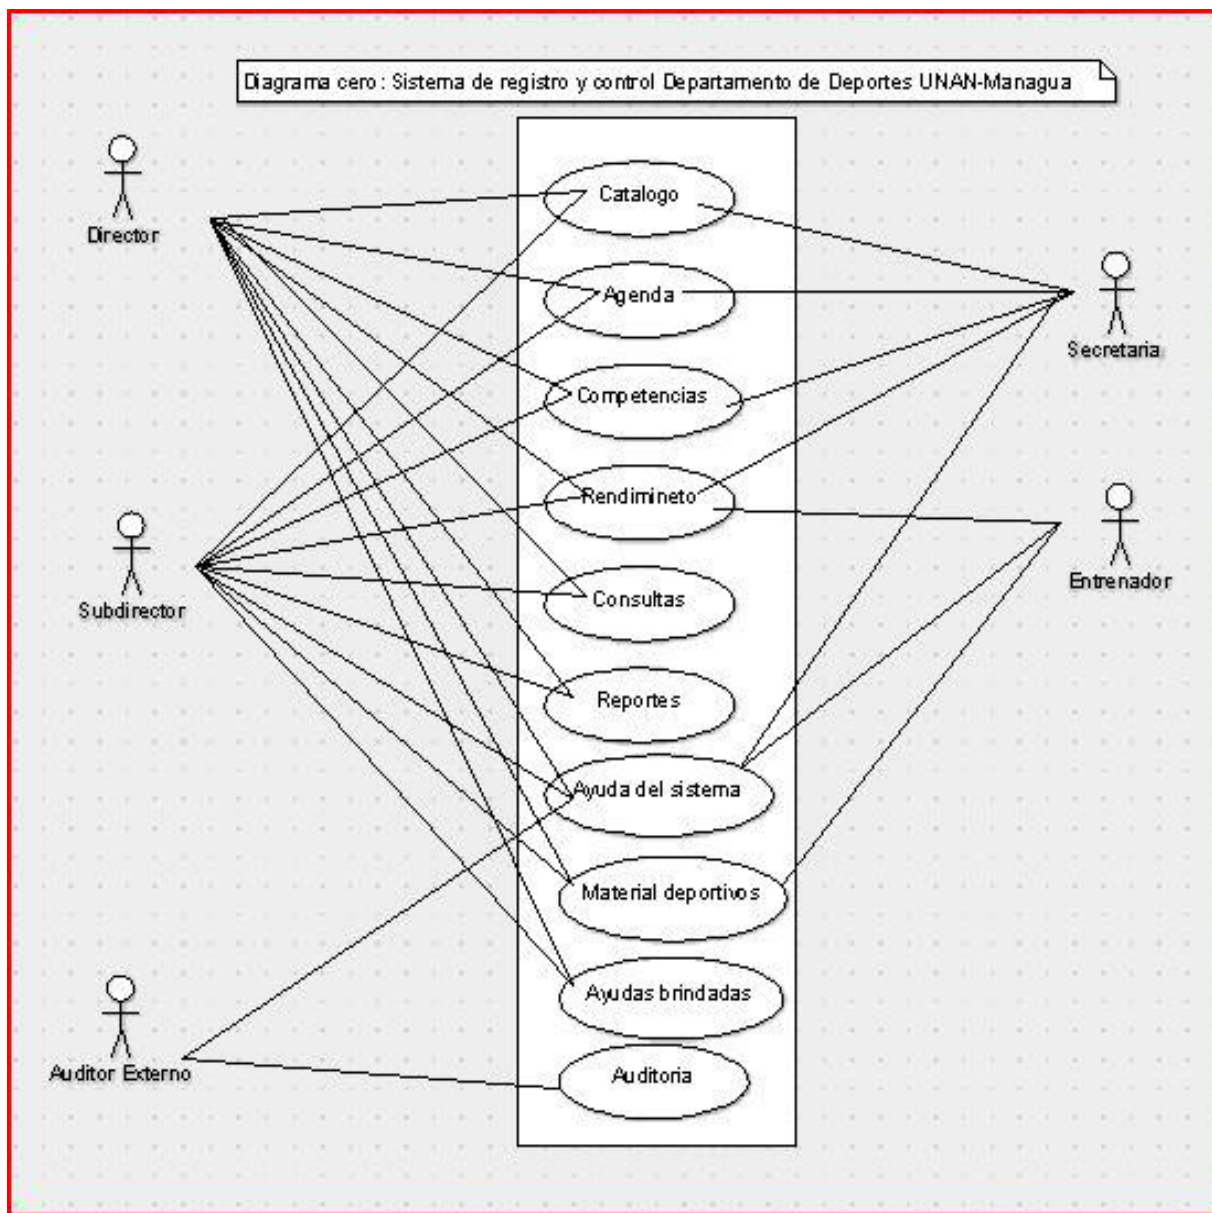 Diagrama cero : Sistema de registro y control Departamento de Deportes UNAN-Managua
Catalogo
Director
Agenda
Secretaria
Competencias
Rendimineto
Entrenador
Consultas
Subdirector
Reportes
Ayuda del sistema
Material deportivos
Ayudas brindadas
Auditor Externo
Auditoria